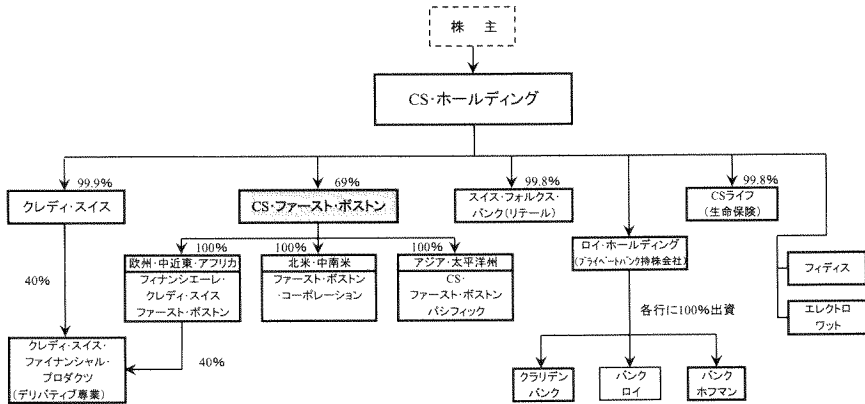 株 主
CS・ホールディング
99.9%
69%
99.8%
99.8%
クレディ・スイス
CS・ファースト・ボストン
スイス・フォルクス・
バンク(リテール)
CSライフ
(生命保険)
100%
100%
100%
ロイ・ホールディング
(プライベートバンク持株会社)
欧州・中近東・アフリカ
フィナンシエーレ・
クレディ・スイス
ファースト・ボストン
北米・中南米
ファースト・ボストン
・コーポレーション
アジア・太平洋州
CS・
ファースト・ボストン
パシフィック
フィディス
エレクトロ
ワット
40%
各行に100%出資
クレディ・スイス・
ファイナンシャル・
プロダクツ
(デリバティブ専業)
40%
クラリデン
バンク
バンク
ロイ
バンク
ホフマン